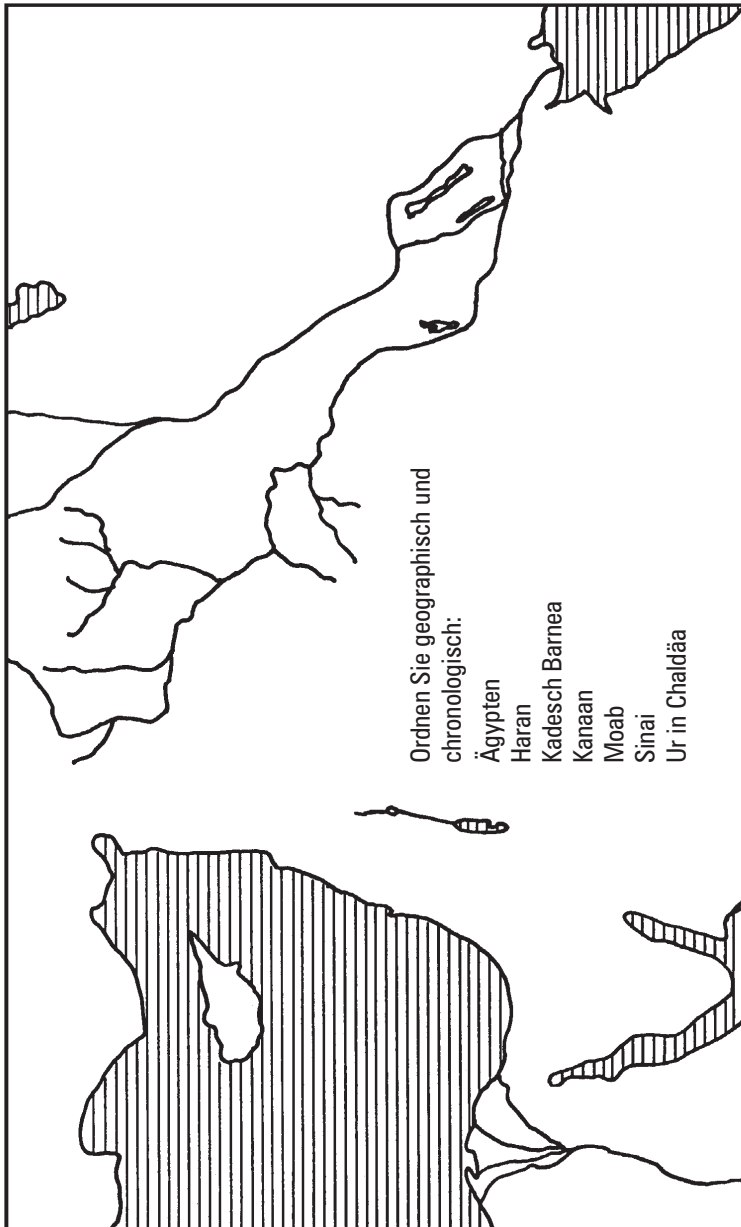 Ordnen Sie geographisch und
chronologisch:
Ägypten
Haran
Kadesch Barnea
Kanaan
Moab
Sinai
Ur in Chaldäa